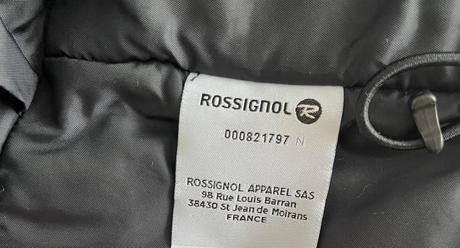 ROSSIGNOL R
000821797 N
ROSSIGNOL APPAREL SAS
98 Rue Louis Barran
38430 St Jean de Moirans
FRANCE